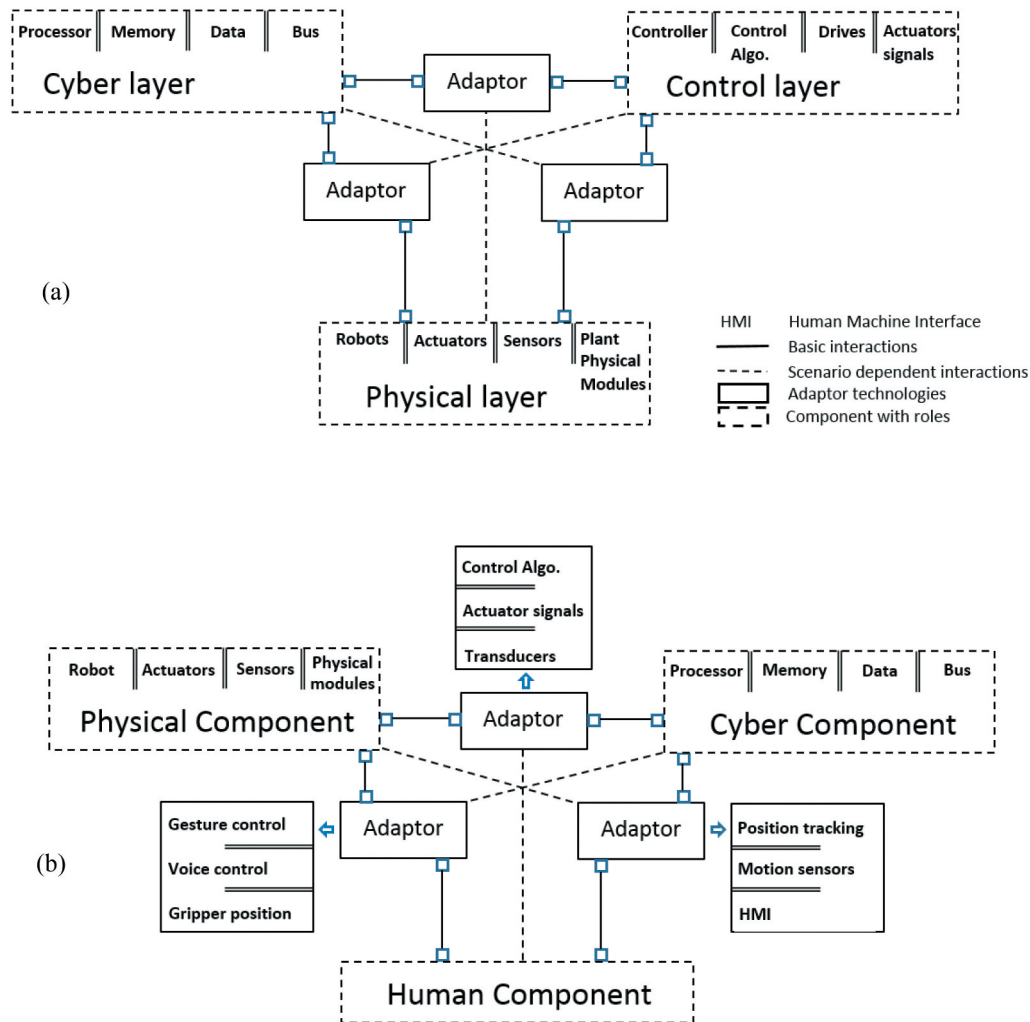 Processor Memory Data Bus
Cyber layer
Adaptor
Controller Control Algo. Drives Actuators signals
Control layer
Adaptor
Adaptor
(a)
Robots Actuators Sensors Plant Physical Modules
Physical layer
HMI Human Machine Interface
Basic interactions
Scenario dependent interactions
Adaptor technologies
Component with roles
Control Algo.
Actuator signals
Transducers
Robot Actuators Sensors Physical modules
Physical Component
Adaptor
Processor Memory Data Bus
Cyber Component
Gesture control
Voice control
Gripper position
Adaptor
Adaptor
Position tracking
Motion sensors
HMI
(b)
Human Component